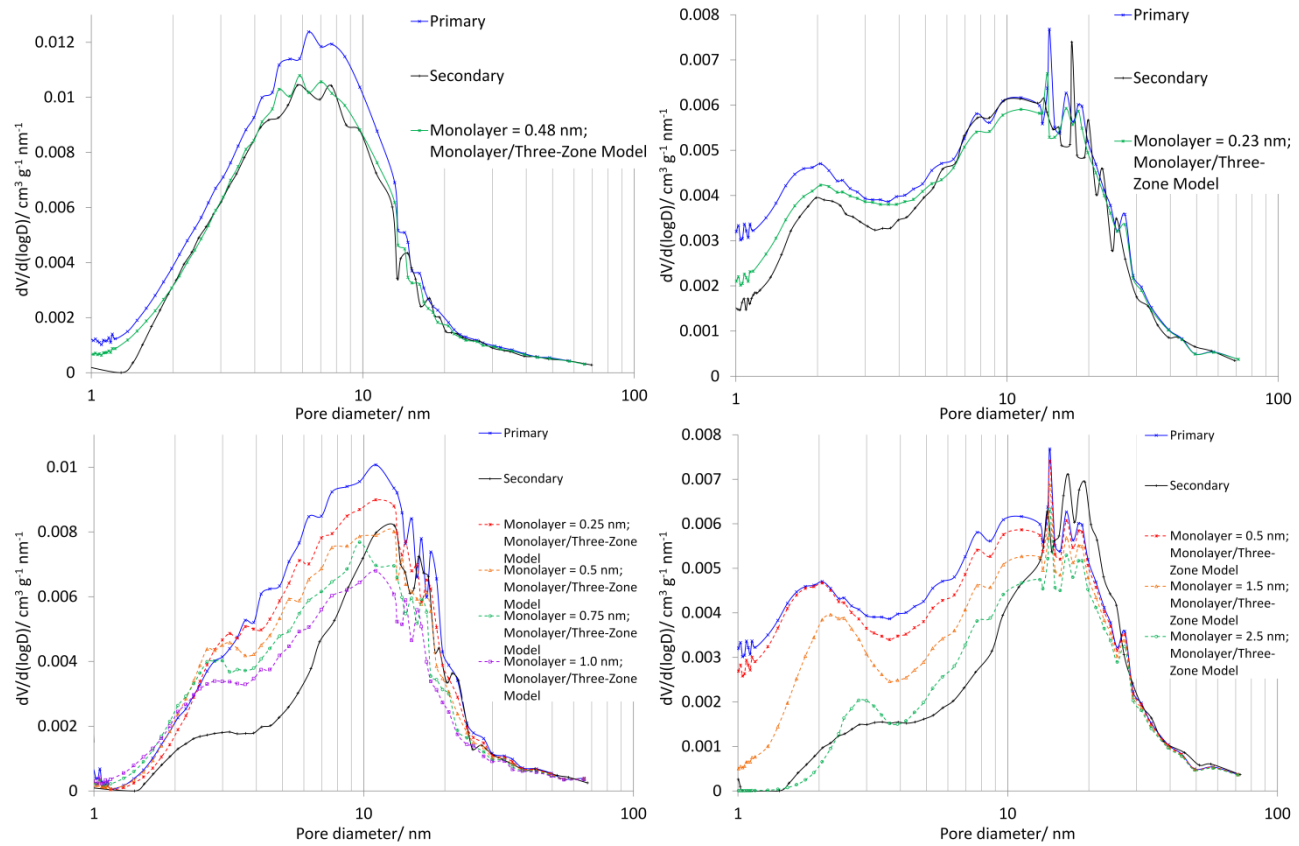 0.012
0.01
0.008
0.006
0.004
0.002
0
dV/d(logD)/ cm³ g⁻¹ nm⁻¹
1
10
100
Pore diameter/ nm
Primary
Secondary
Monolayer = 0.48 nm;
Monolayer/Three-Zone Model
0.008
0.007
0.006
0.005
0.004
0.003
0.002
0.001
0
dV/d(logD)/ cm³ g⁻¹ nm⁻¹
1
10
100
Pore diameter/ nm
Primary
Secondary
Monolayer = 0.23 nm;
Monolayer/Three-
Zone Model
0.01
0.008
0.006
0.004
0.002
0
dV/d(logD)/ cm³ g⁻¹ nm⁻¹
1
10
100
Pore diameter/ nm
Primary
Secondary
Monolayer = 0.25 nm;
Monolayer/Three-Zone
Model
Monolayer = 0.5 nm;
Monolayer/Three-Zone
Model
Monolayer = 0.75 nm;
Monolayer/Three-Zone
Model
Monolayer = 1.0 nm;
Monolayer/Three-Zone
Model
0.008
0.007
0.006
0.005
0.004
0.003
0.002
0.001
0
dV/d(logD)/ cm³ g⁻¹ nm⁻¹
1
10
100
Pore diameter/ nm
Primary
Secondary
Monolayer = 0.5 nm;
Monolayer/Three-
Zone Model
Monolayer = 1.5 nm;
Monolayer/Three-
Zone Model
Monolayer = 2.5 nm;
Monolayer/Three-
Zone Model